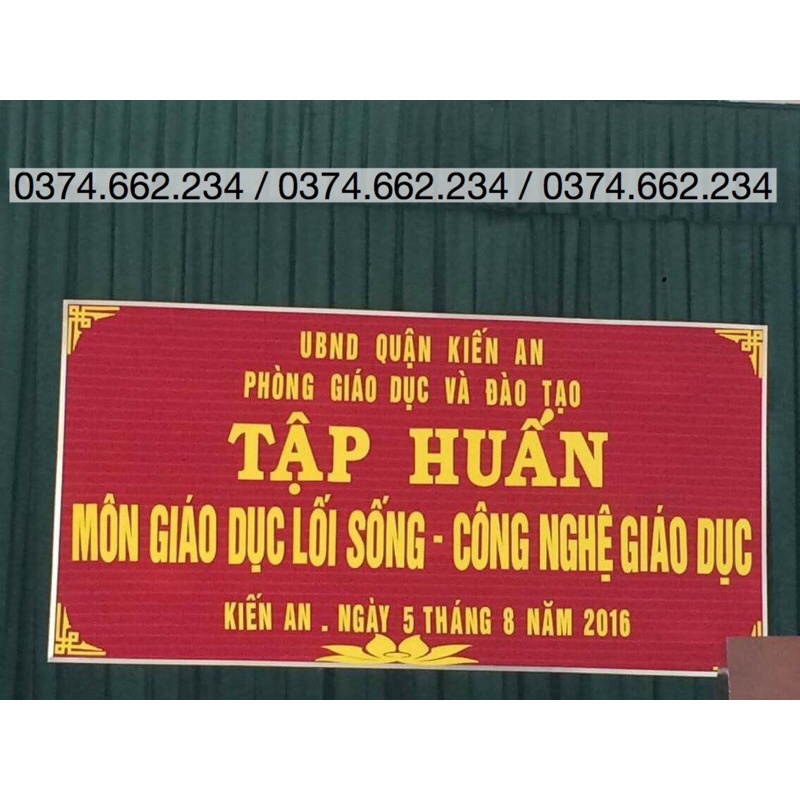 0374.662.234 / 0374.662.234 / 0374.662.234
UBND QUẬN KIẾN AN
PHÒNG GIÁO DỤC VÀ ĐÀO TẠO
TẬP HUẤN
MÔN GIÁO DỤC LỐI SỐNG - CÔNG NGHỆ GIÁO DỤC
KIẾN AN . NGÀY 5 THÁNG 8 NĂM 2016